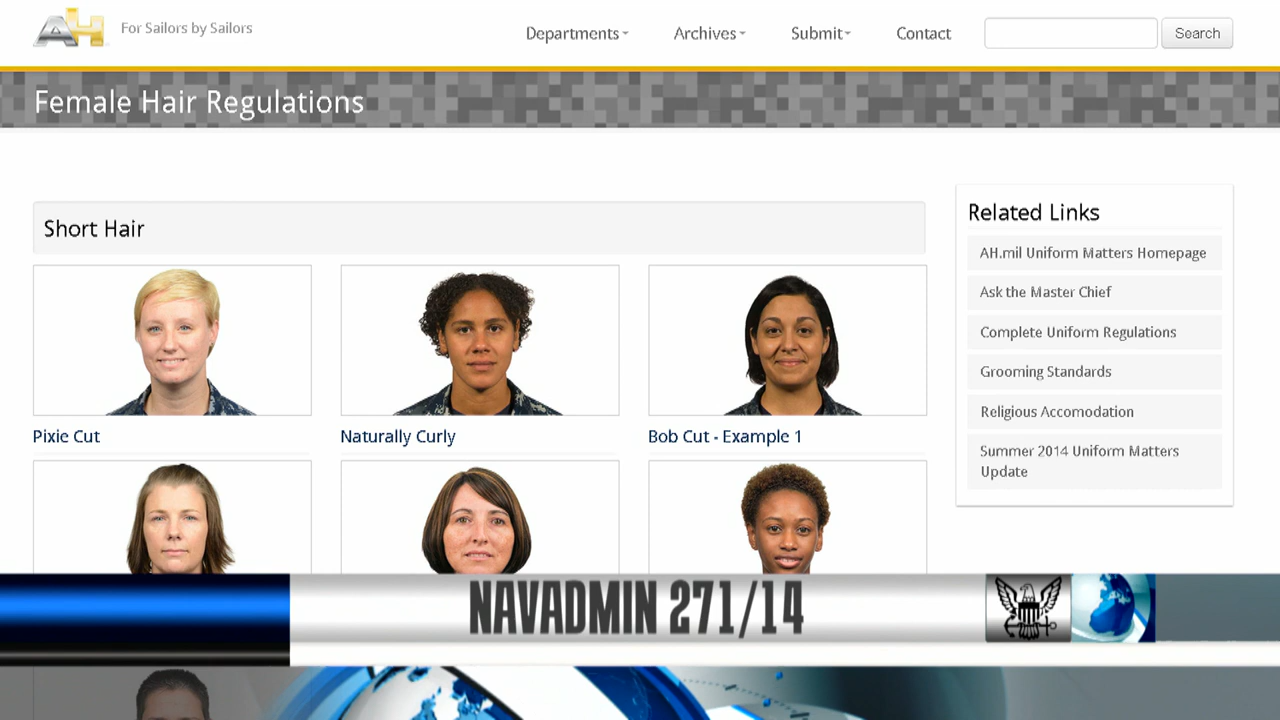 AH
For Sailors by Sailors
Departments
Archives
Submit
Contact
Search
Female Hair Regulations
Short Hair
Pixie Cut
Naturally Curly
Bob Cut - Example 1
Related Links
AH.mil Uniform Matters Homepage
Ask the Master Chief
Complete Uniform Regulations
Grooming Standards
Religious Accomodation
Summer 2014 Uniform Matters
Update
NAVADMIN 271/14